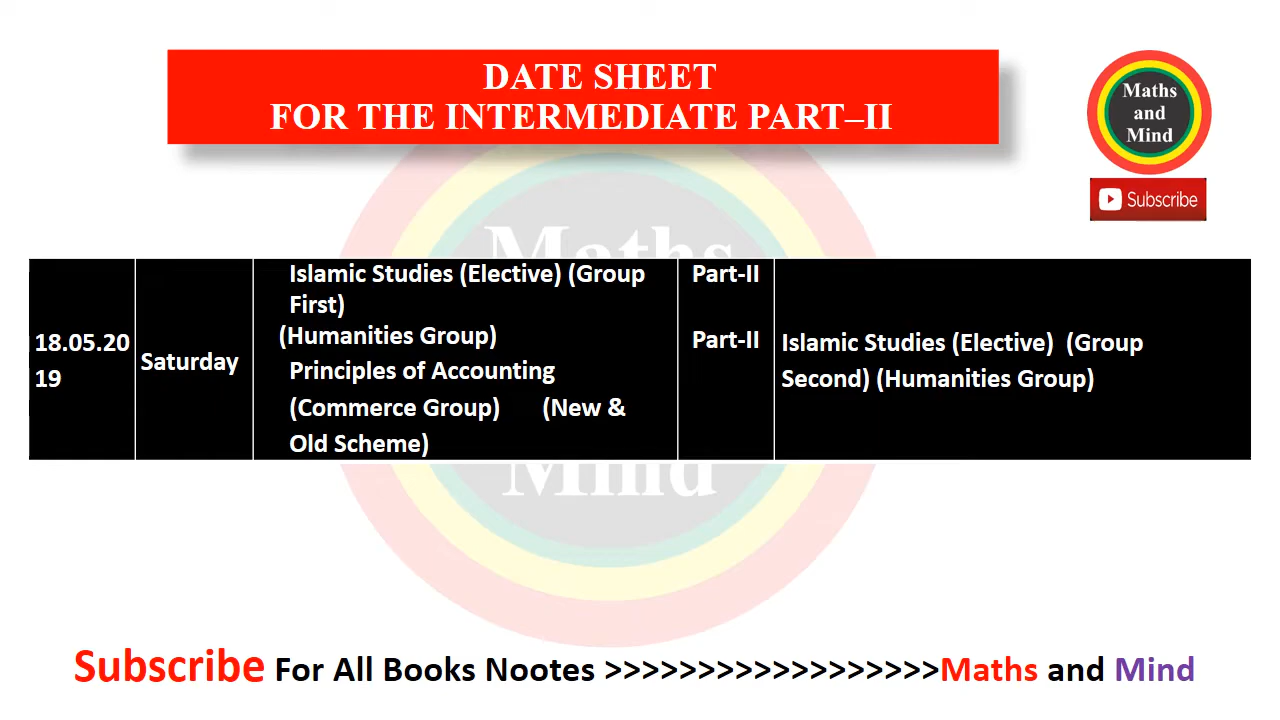 DATE SHEET
FOR THE INTERMEDIATE PART–II
Maths
and
Mind
Subscribe
Maths
18.05.20
19
Saturday
Islamic Studies (Elective) (Group
First)
(Humanities Group)
Principles of Accounting
(Commerce Group) (New &
Old Scheme)
Part-II
Part-II
Islamic Studies (Elective) (Group
Second) (Humanities Group)
Mind
Subscribe For All Books Nootes >>>>>>>>>>>>>>>>>>Maths and Mind